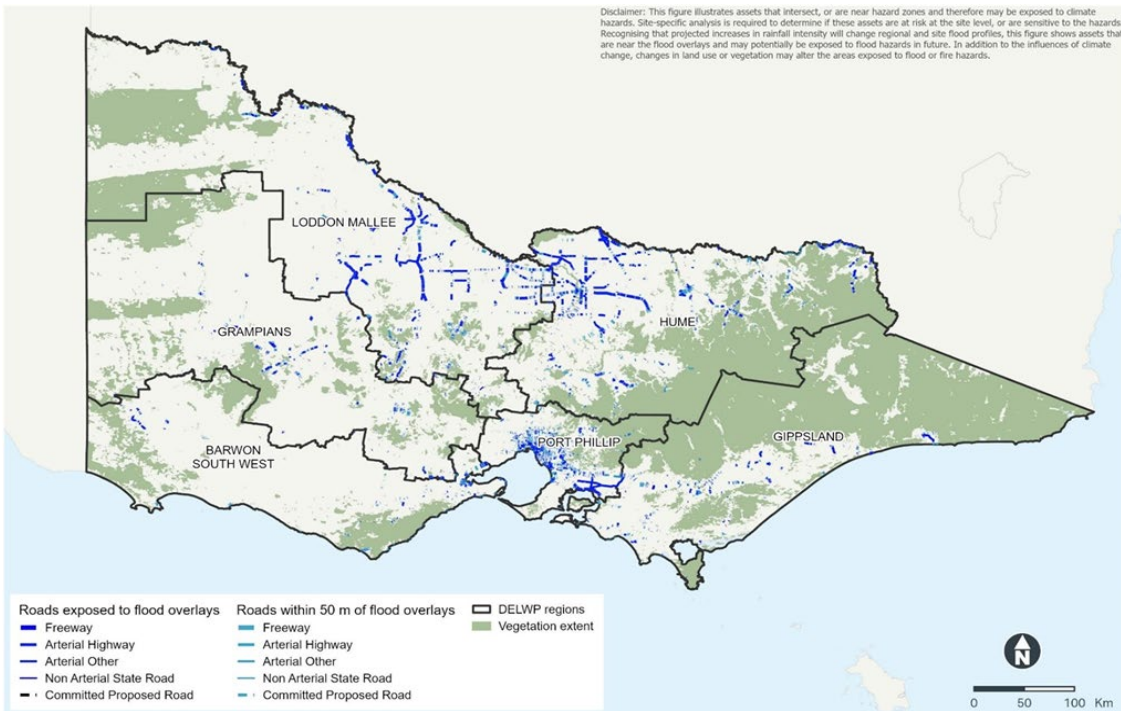 Disclaimer: This figure illustrates assets that intersect, or are near hazard zones and therefore may be exposed to climate
hazards. Site-specific analysis is required to determine if these assets are at risk at the site level, or are sensitive to the hazards
Recognising that projected increases in rainfall intensity will change regional and site flood profiles, this figure shows assets that
are near the flood overlays and may potentially be exposed to flood hazards in future. In addition to the influences of climate
change, changes in land use or vegetation may alter the areas exposed to flood or fire hazards.
LODDON MALLEE
GRAMPIANS
HUME
BARWON
SOUTH WEST
PORT PHILLIP
GIPPSLAND
Roads exposed to flood overlays
Freeway
Arterial Highway
Arterial Other
Non Arterial State Road
Committed Proposed Road
Roads within 50 m of flood overlays
Freeway
Arterial Highway
Arterial Other
Non Arterial State Road
Committed Proposed Road
DELWP regions
Vegetation extent
N
0 50 100 Km